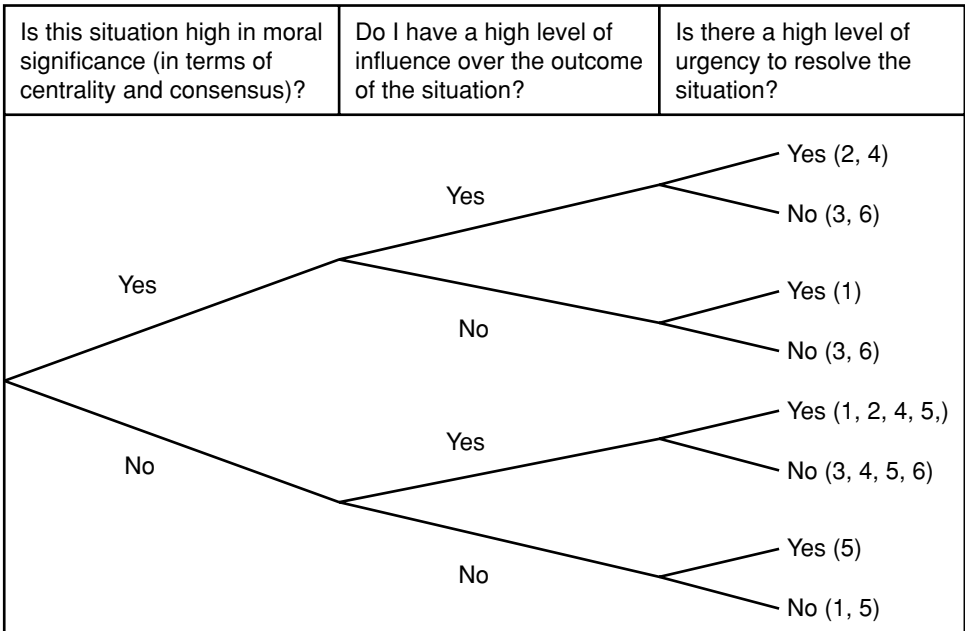 Is this situation high in moral
significance (in terms of
centrality and consensus)?
Do I have a high level of
influence over the outcome
of the situation?
Is there a high level of
urgency to resolve the
situation?
Yes (2, 4)
Yes
No (3, 6)
Yes
Yes (1)
No
No (3, 6)
Yes (1, 2, 4, 5,)
Yes
No
No (3, 4, 5, 6)
Yes (5)
No
No (1, 5)